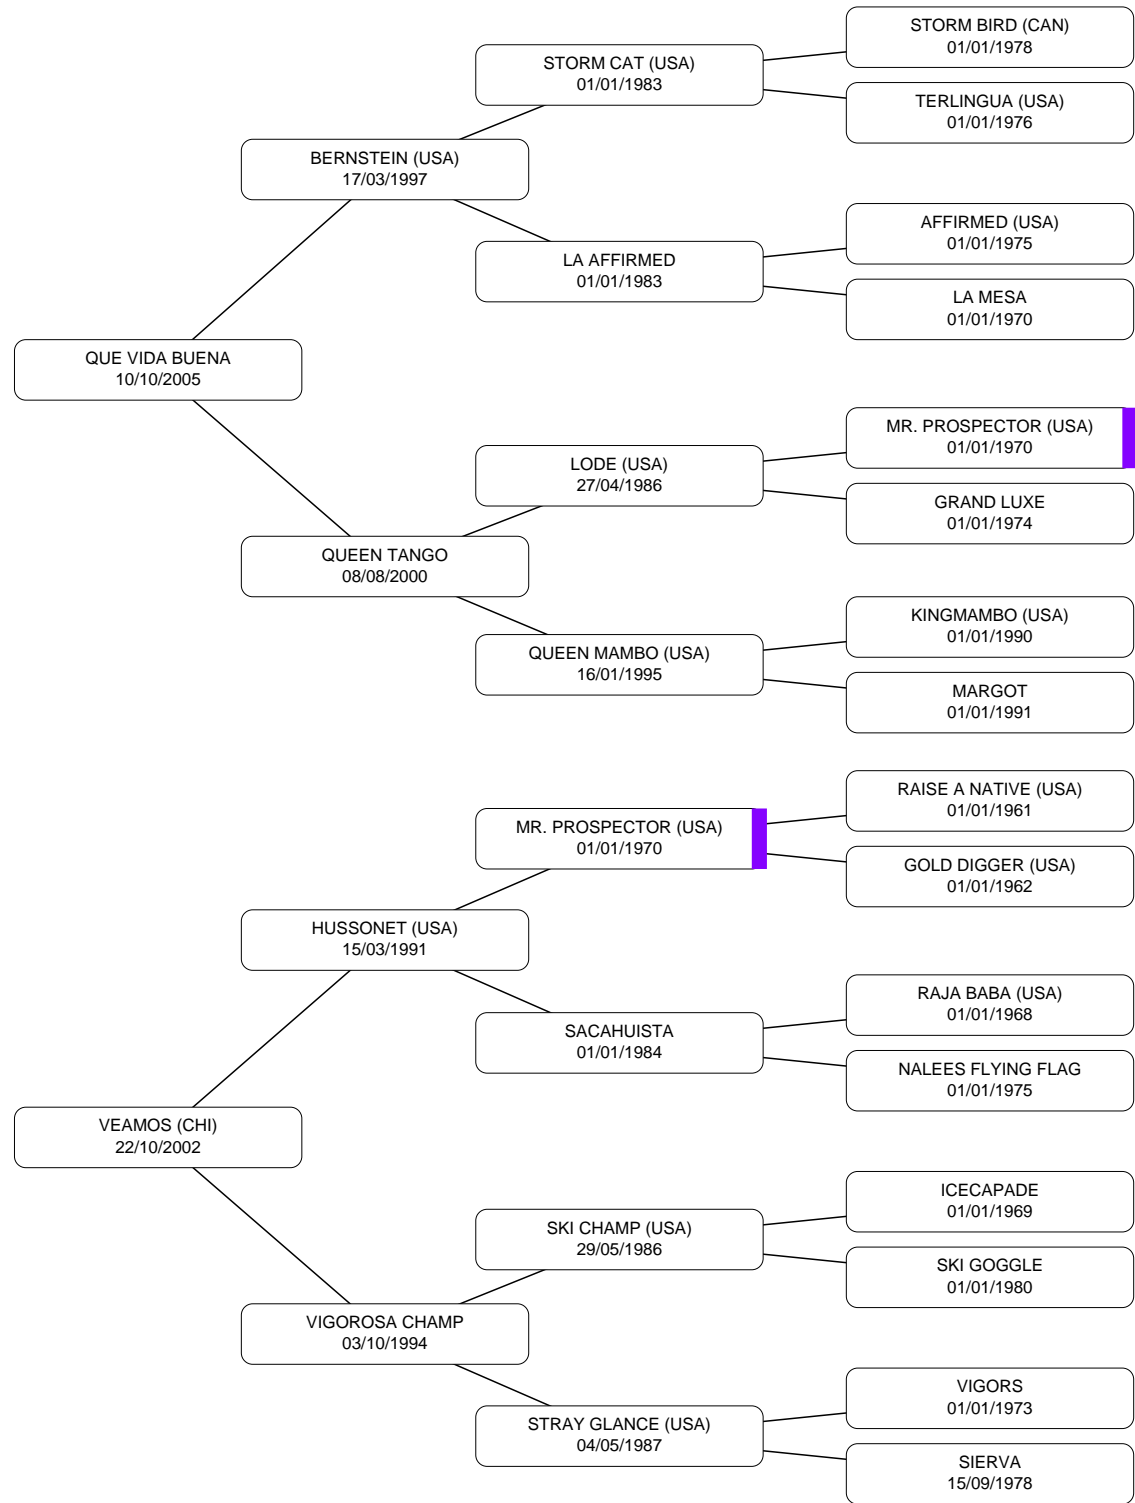 STORM BIRD (CAN)
01/01/1978
STORM CAT (USA)
01/01/1983
TERLINGUA (USA)
01/01/1976
BERNSTEIN (USA)
17/03/1997
AFFIRMED (USA)
01/01/1975
LA AFFIRMED
01/01/1983
LA MESA
01/01/1970
QUE VIDA BUENA
10/10/2005
MR. PROSPECTOR (USA)
01/01/1970
LODE (USA)
27/04/1986
GRAND LUXE
01/01/1974
QUEEN TANGO
08/08/2000
KINGMAMBO (USA)
01/01/1990
QUEEN MAMBO (USA)
16/01/1995
MARGOT
01/01/1991
RAISE A NATIVE (USA)
01/01/1961
MR. PROSPECTOR (USA)
01/01/1970
GOLD DIGGER (USA)
01/01/1962
HUSSONET (USA)
15/03/1991
RAJA BABA (USA)
01/01/1968
SACAHUISTA
01/01/1984
NALEES FLYING FLAG
01/01/1975
VEAMOS (CHI)
22/10/2002
ICECAPADE
01/01/1969
SKI CHAMP (USA)
29/05/1986
SKI GOGGLE
01/01/1980
VIGOROSA CHAMP
03/10/1994
VIGORS
01/01/1973
STRAY GLANCE (USA)
04/05/1987
SIERVA
15/09/1978